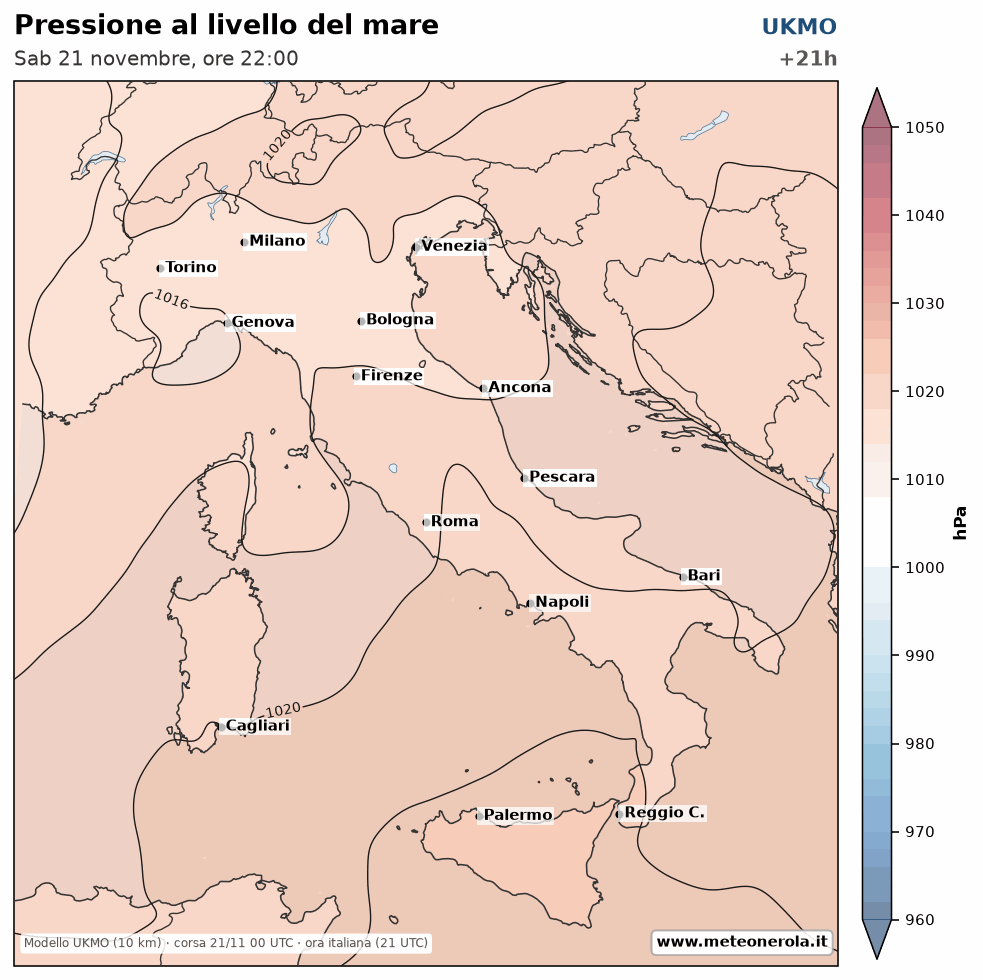 Pressione al livello del mare
UKMO
Sab 21 novembre, ore 22:00
+21h
1020
Milano
Venezia
Torino
1016
Genova
Bologna
Firenze
Ancona
Pescara
Roma
Bari
Napoli
1020
Cagliari
Palermo
Reggio C.
Modello UKMO (10 km) · corsa 21/11 00 UTC · ora italiana (21 UTC)
www.meteonerola.it
1050
1040
1030
1020
1010
1000
990
980
970
960
hPa